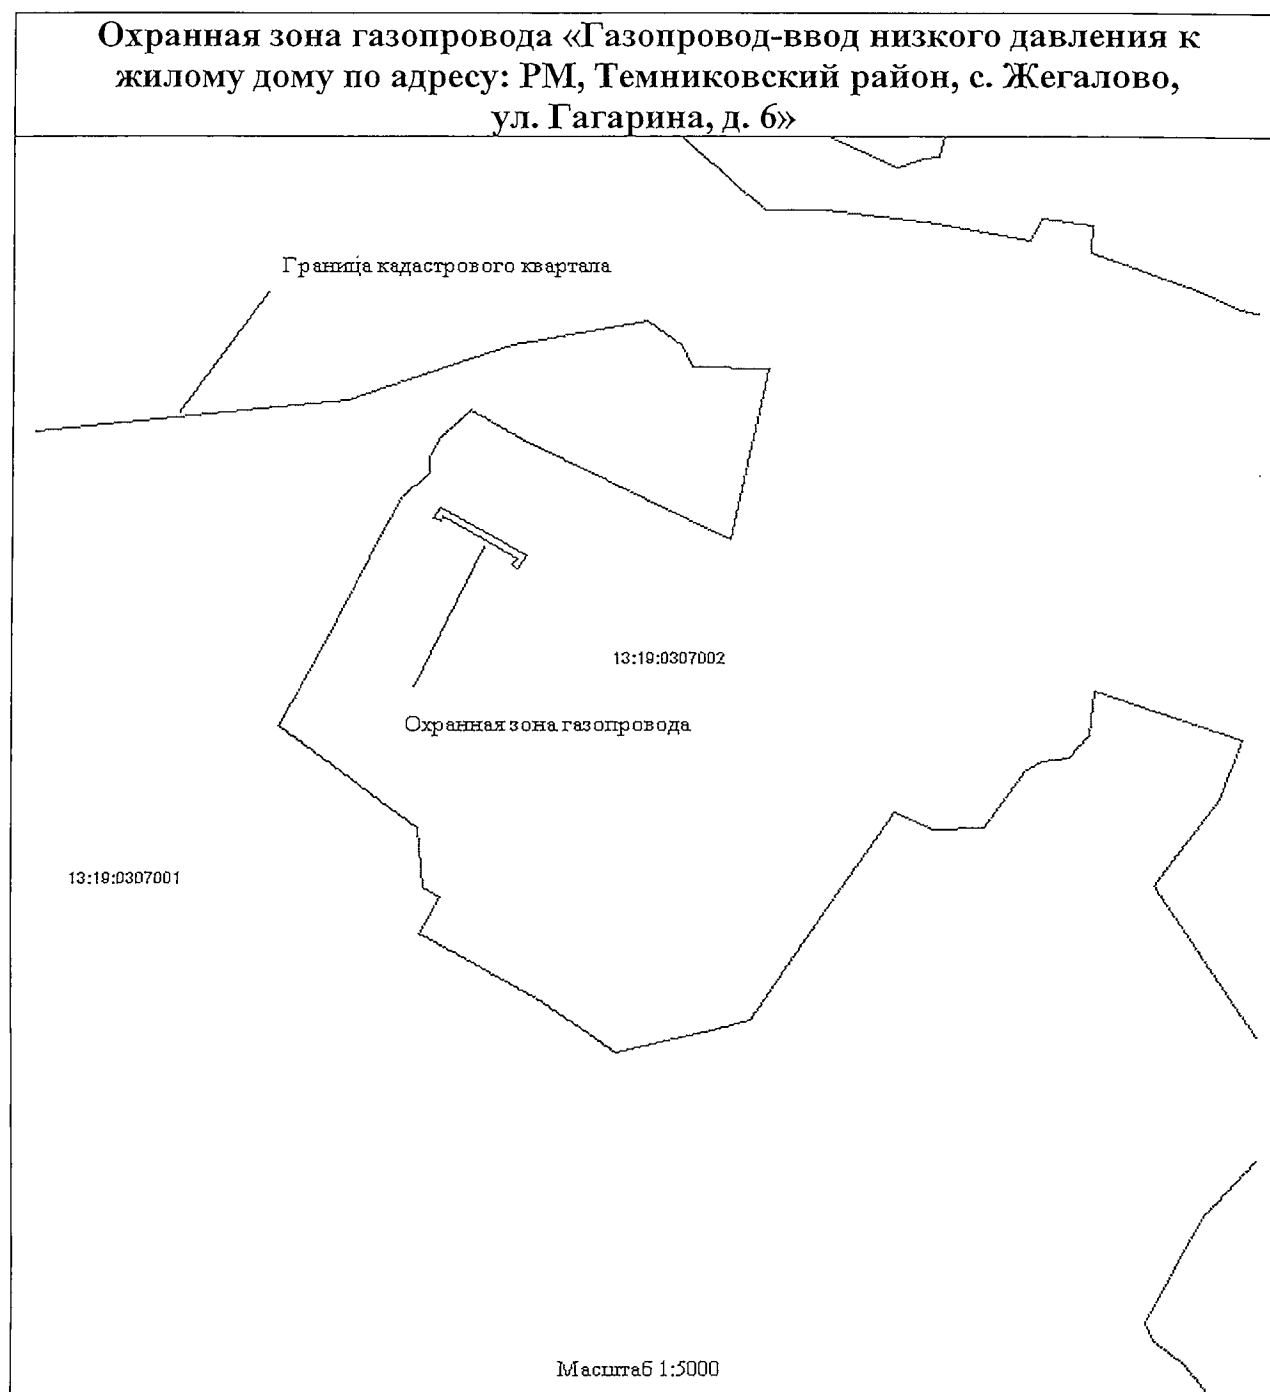 Охранная зона газопровода «Газопровод-ввод низкого давления к
жилому дому по адресу: РМ, Темниковский район, с. Жегалово,
ул. Гагарина, д. 6»
Граница кадастрового квартала
13:19:0307002
Охранная зона газопровода
13:19:0307001
Масштаб 1:5000